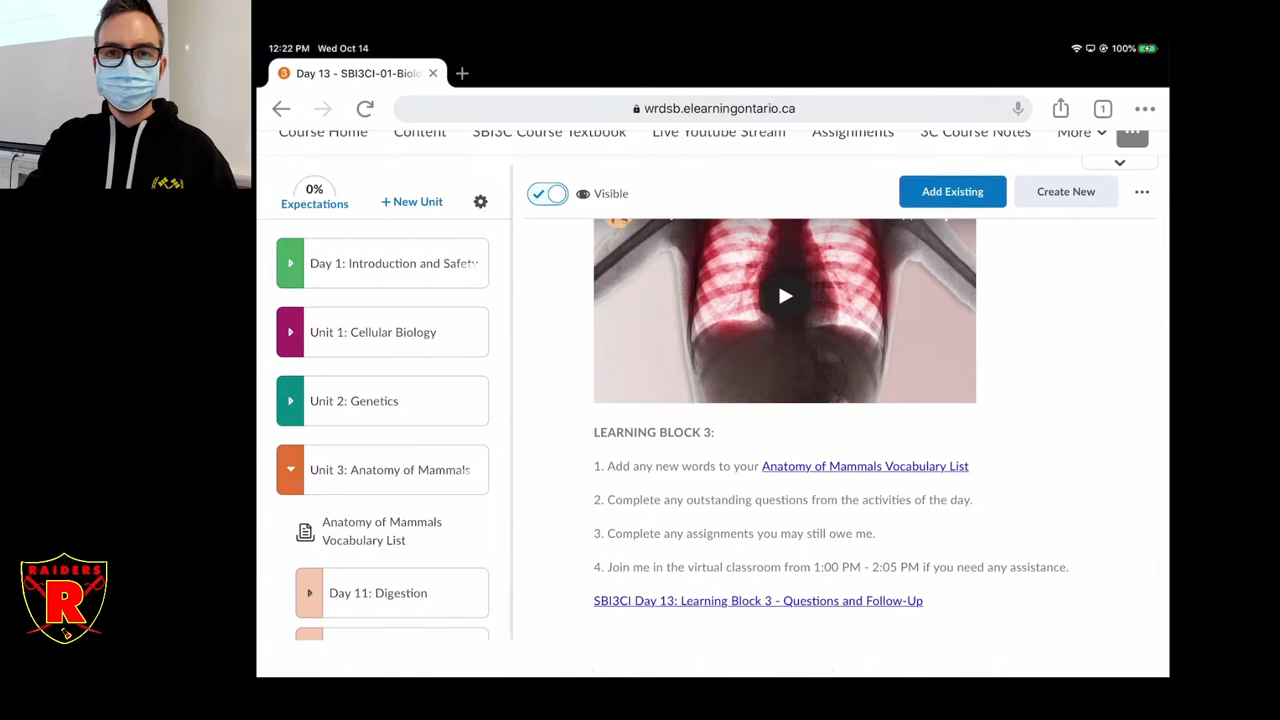 12:22 PM Wed Oct 14
100%
Day 13 - SBI3CI-01-Biolo
wrdsb.elearningontario.ca
1
Course Home Content SBI3C Course Textbook Live Youtube Stream Assignments 3C Course Notes More
0%
Expectations
+ New Unit
Visible
Add Existing
Create New
Day 1: Introduction and Safety
Unit 1: Cellular Biology
Unit 2: Genetics
Unit 3: Anatomy of Mammals
Anatomy of Mammals
Vocabulary List
Day 11: Digestion
LEARNING BLOCK 3:
1. Add any new words to your Anatomy of Mammals Vocabulary List
2. Complete any outstanding questions from the activities of the day.
3. Complete any assignments you may still owe me.
4. Join me in the virtual classroom from 1:00 PM - 2:05 PM if you need any assistance.
SBI3CI Day 13: Learning Block 3 - Questions and Follow-Up
RAIDERS
R